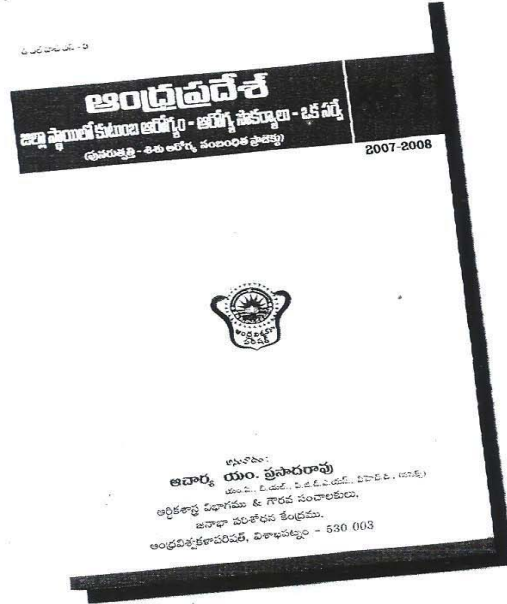 ఆంధ్రప్రదేశ్
జిల్లా స్థాయిలో కుటుంబ ఆరోగ్యం - ఆరోగ్య సౌకర్యాలు - ఒక సర్వే
(పునరుత్పత్తి - శిశు ఆరోగ్య సంబంధిత ప్రాజెక్టు)
2007-2008
అనువాదం:
ఆచార్య యం. ప్రసాదరావు
ఆర్థికశాస్త్ర విభాగము & గౌరవ సంచాలకులు,
జనాభా పరిశోధన కేంద్రము,
ఆంధ్రవిశ్వకళాపరిషత్, విశాఖపట్నం - 530 003